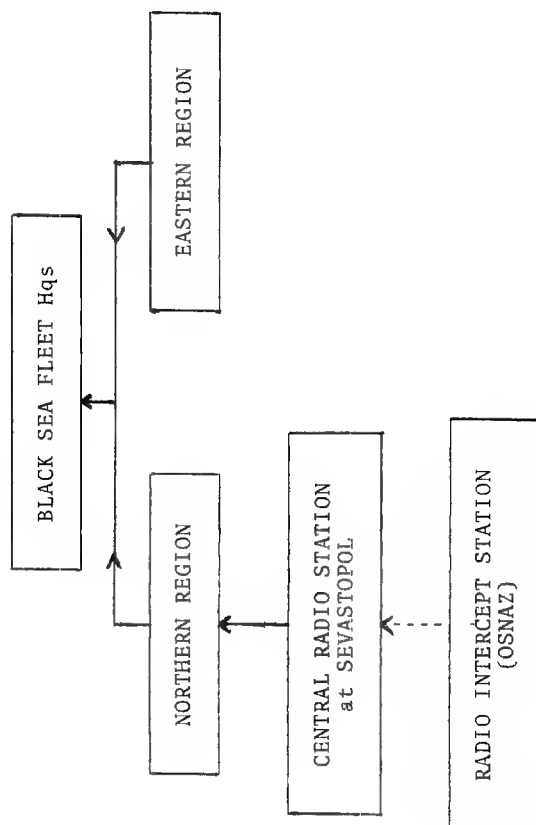 BLACK SEA FLEET Hqs
NORTHERN REGION
EASTERN REGION
CENTRAL RADIO STATION
at SEVASTOPOL
RADIO INTERCEPT STATION
(OSNAZ)